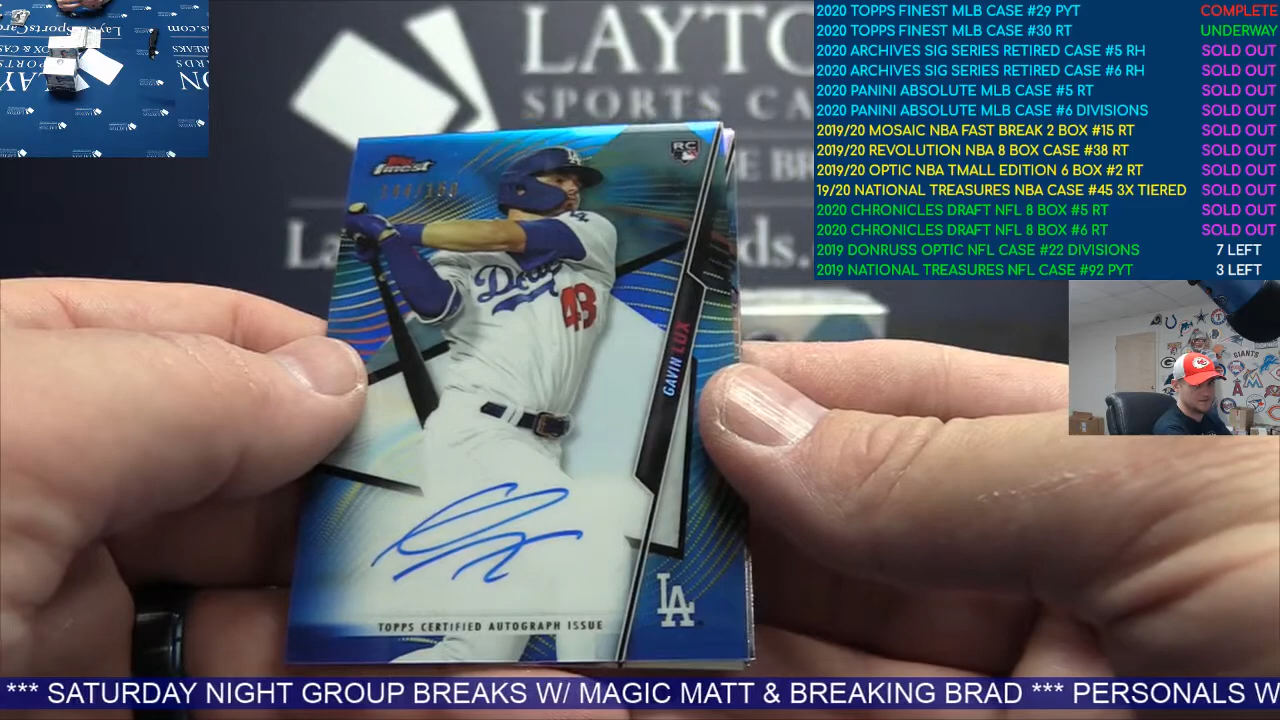 2020 TOPPS FINEST MLB CASE #29 PYT COMPLETE
2020 TOPPS FINEST MLB CASE #30 RT UNDERWAY
2020 ARCHIVES SIG SERIES RETIRED CASE #5 RH SOLD OUT
2020 ARCHIVES SIG SERIES RETIRED CASE #6 RH SOLD OUT
2020 PANINI ABSOLUTE MLB CASE #5 RT SOLD OUT
2020 PANINI ABSOLUTE MLB CASE #6 DIVISIONS SOLD OUT
2019/20 MOSAIC NBA FAST BREAK 2 BOX #15 RT SOLD OUT
2019/20 REVOLUTION NBA 8 BOX CASE #38 RT SOLD OUT
2019/20 OPTIC NBA TMALL EDITION 6 BOX #2 RT SOLD OUT
19/20 NATIONAL TREASURES NBA CASE #45 3X TIERED SOLD OUT
2020 CHRONICLES DRAFT NFL 8 BOX #5 RT SOLD OUT
2020 CHRONICLES DRAFT NFL 8 BOX #6 RT SOLD OUT
2019 DONRUSS OPTIC NFL CASE #22 DIVISIONS 7 LEFT
2019 NATIONAL TREASURES NFL CASE #92 PYT 3 LEFT
LAYTO
SPORTS CA
E BR
La
ds.
Finest
RC
Dodg
43
GAVIN LUX
LA
TOPPS CERTIFIED AUTOGRAPH ISSUE
GIANTS
*** SATURDAY NIGHT GROUP BREAKS W/ MAGIC MATT & BREAKING BRAD *** PERSONALS W